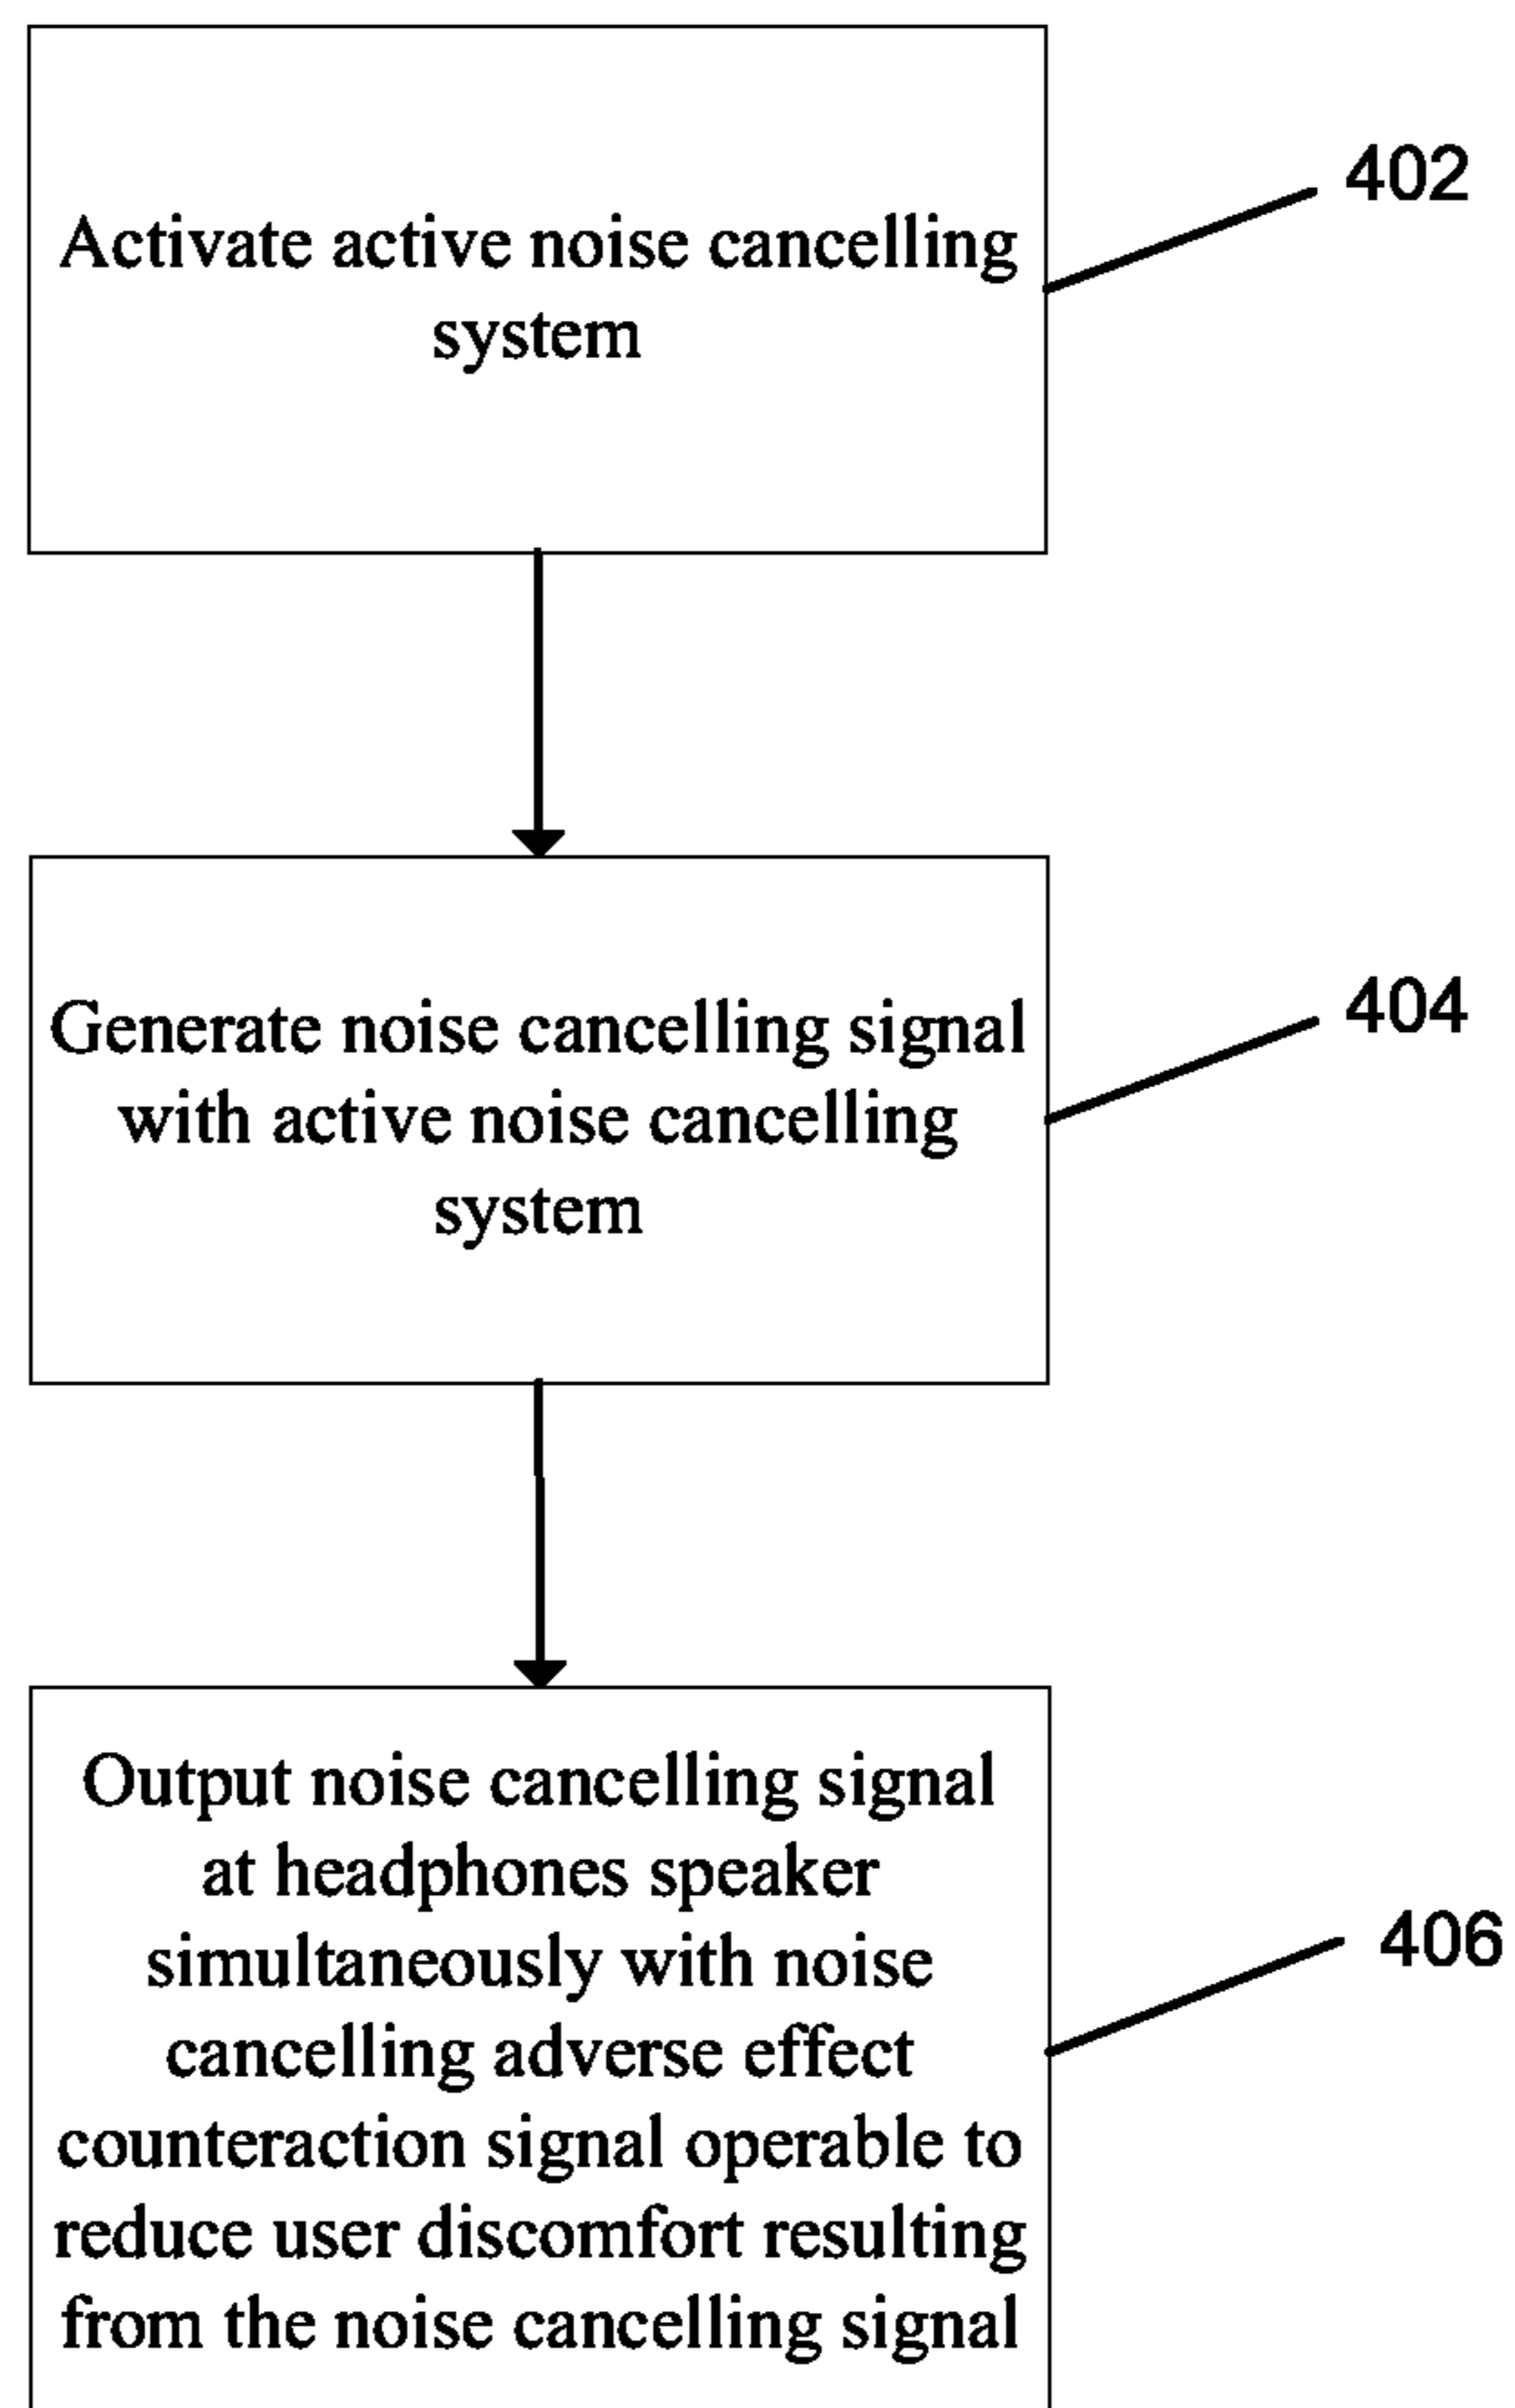 Activate active noise cancelling
system
402
Generate noise cancelling signal
with active noise cancelling
system
404
Output noise cancelling signal
at headphones speaker
simultaneously with noise
cancelling adverse effect
counteraction signal operable to
reduce user discomfort resulting
from the noise cancelling signal
406